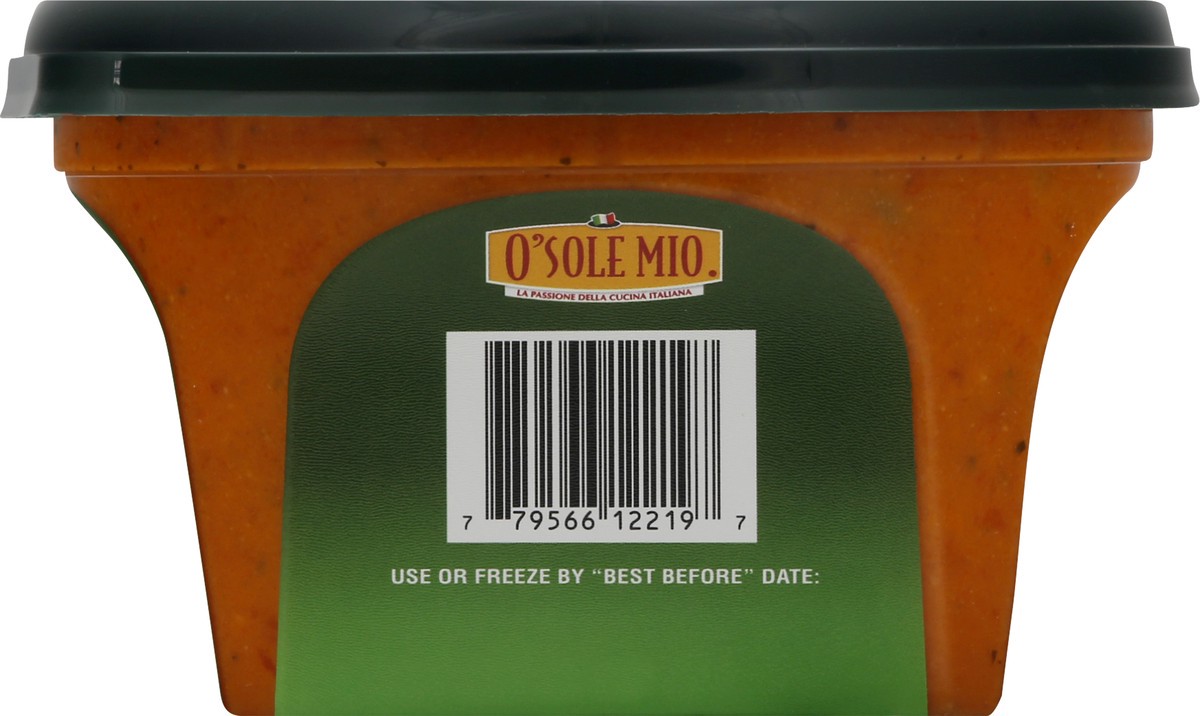 O'SOLE MIO.
LA PASSIONE DELLA CUCINA ITALIANA
7 79566 12219 7
USE OR FREEZE BY “BEST BEFORE” DATE: